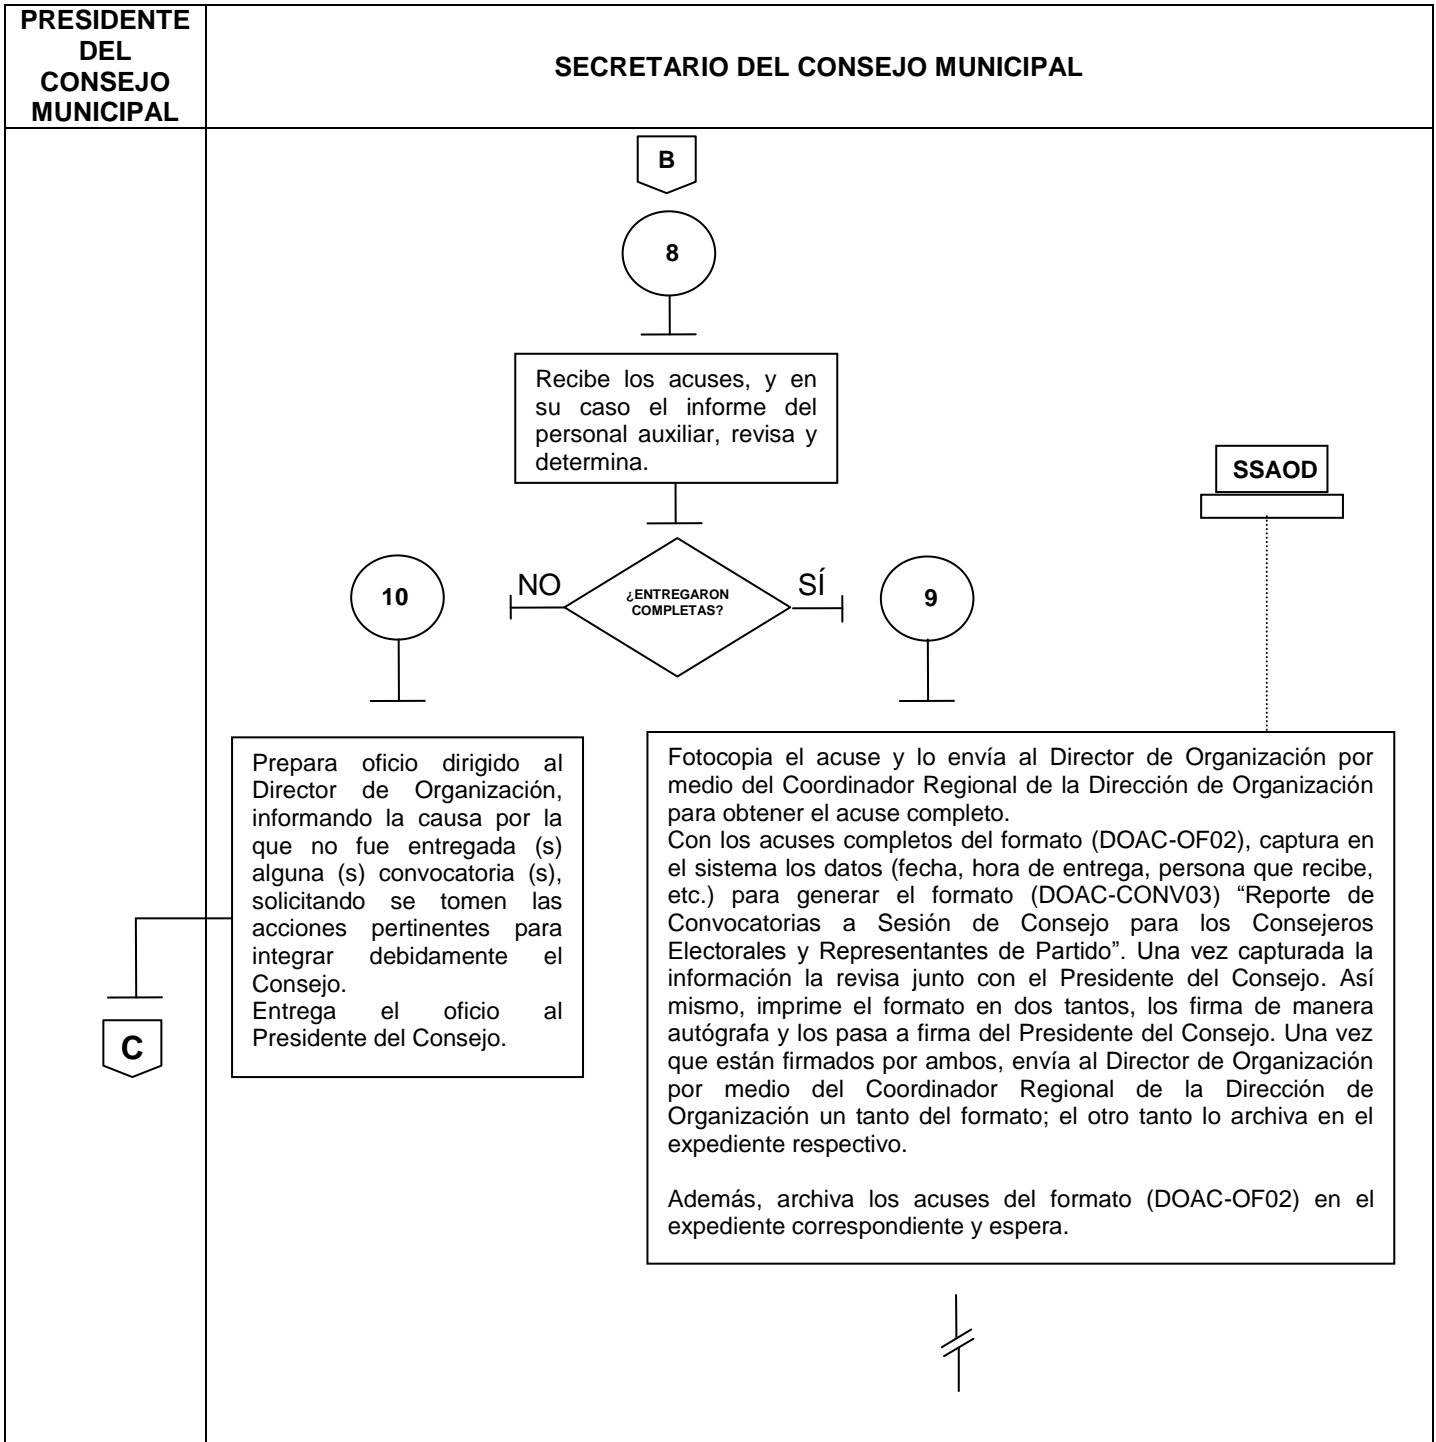 PRESIDENTE
DEL
CONSEJO
MUNICIPAL
SECRETARIO DEL CONSEJO MUNICIPAL
B
8
Recibe los acuses, y en
su caso el informe del
personal auxiliar, revisa y
determina.
SSAOD
10
NO
¿ENTREGARON
COMPLETAS?
SÍ
9
Prepara oficio dirigido al
Director de Organización,
informando la causa por la
que no fue entregada (s)
alguna (s) convocatoria (s),
solicitando se tomen las
acciones pertinentes para
integrar debidamente el
Consejo.
Entrega el oficio al
Presidente del Consejo.
C
Fotocopia el acuse y lo envía al Director de Organización por
medio del Coordinador Regional de la Dirección de Organización
para obtener el acuse completo.
Con los acuses completos del formato (DOAC-OF02), captura en
el sistema los datos (fecha, hora de entrega, persona que recibe,
etc.) para generar el formato (DOAC-CONV03) “Reporte de
Convocatorias a Sesión de Consejo para los Consejeros
Electorales y Representantes de Partido”. Una vez capturada la
información la revisa junto con el Presidente del Consejo. Así
mismo, imprime el formato en dos tantos, los firma de manera
autógrafa y los pasa a firma del Presidente del Consejo. Una vez
que están firmados por ambos, envía al Director de Organización
por medio del Coordinador Regional de la Dirección de
Organización un tanto del formato; el otro tanto lo archiva en el
expediente respectivo.
Además, archiva los acuses del formato (DOAC-OF02) en el
expediente correspondiente y espera.